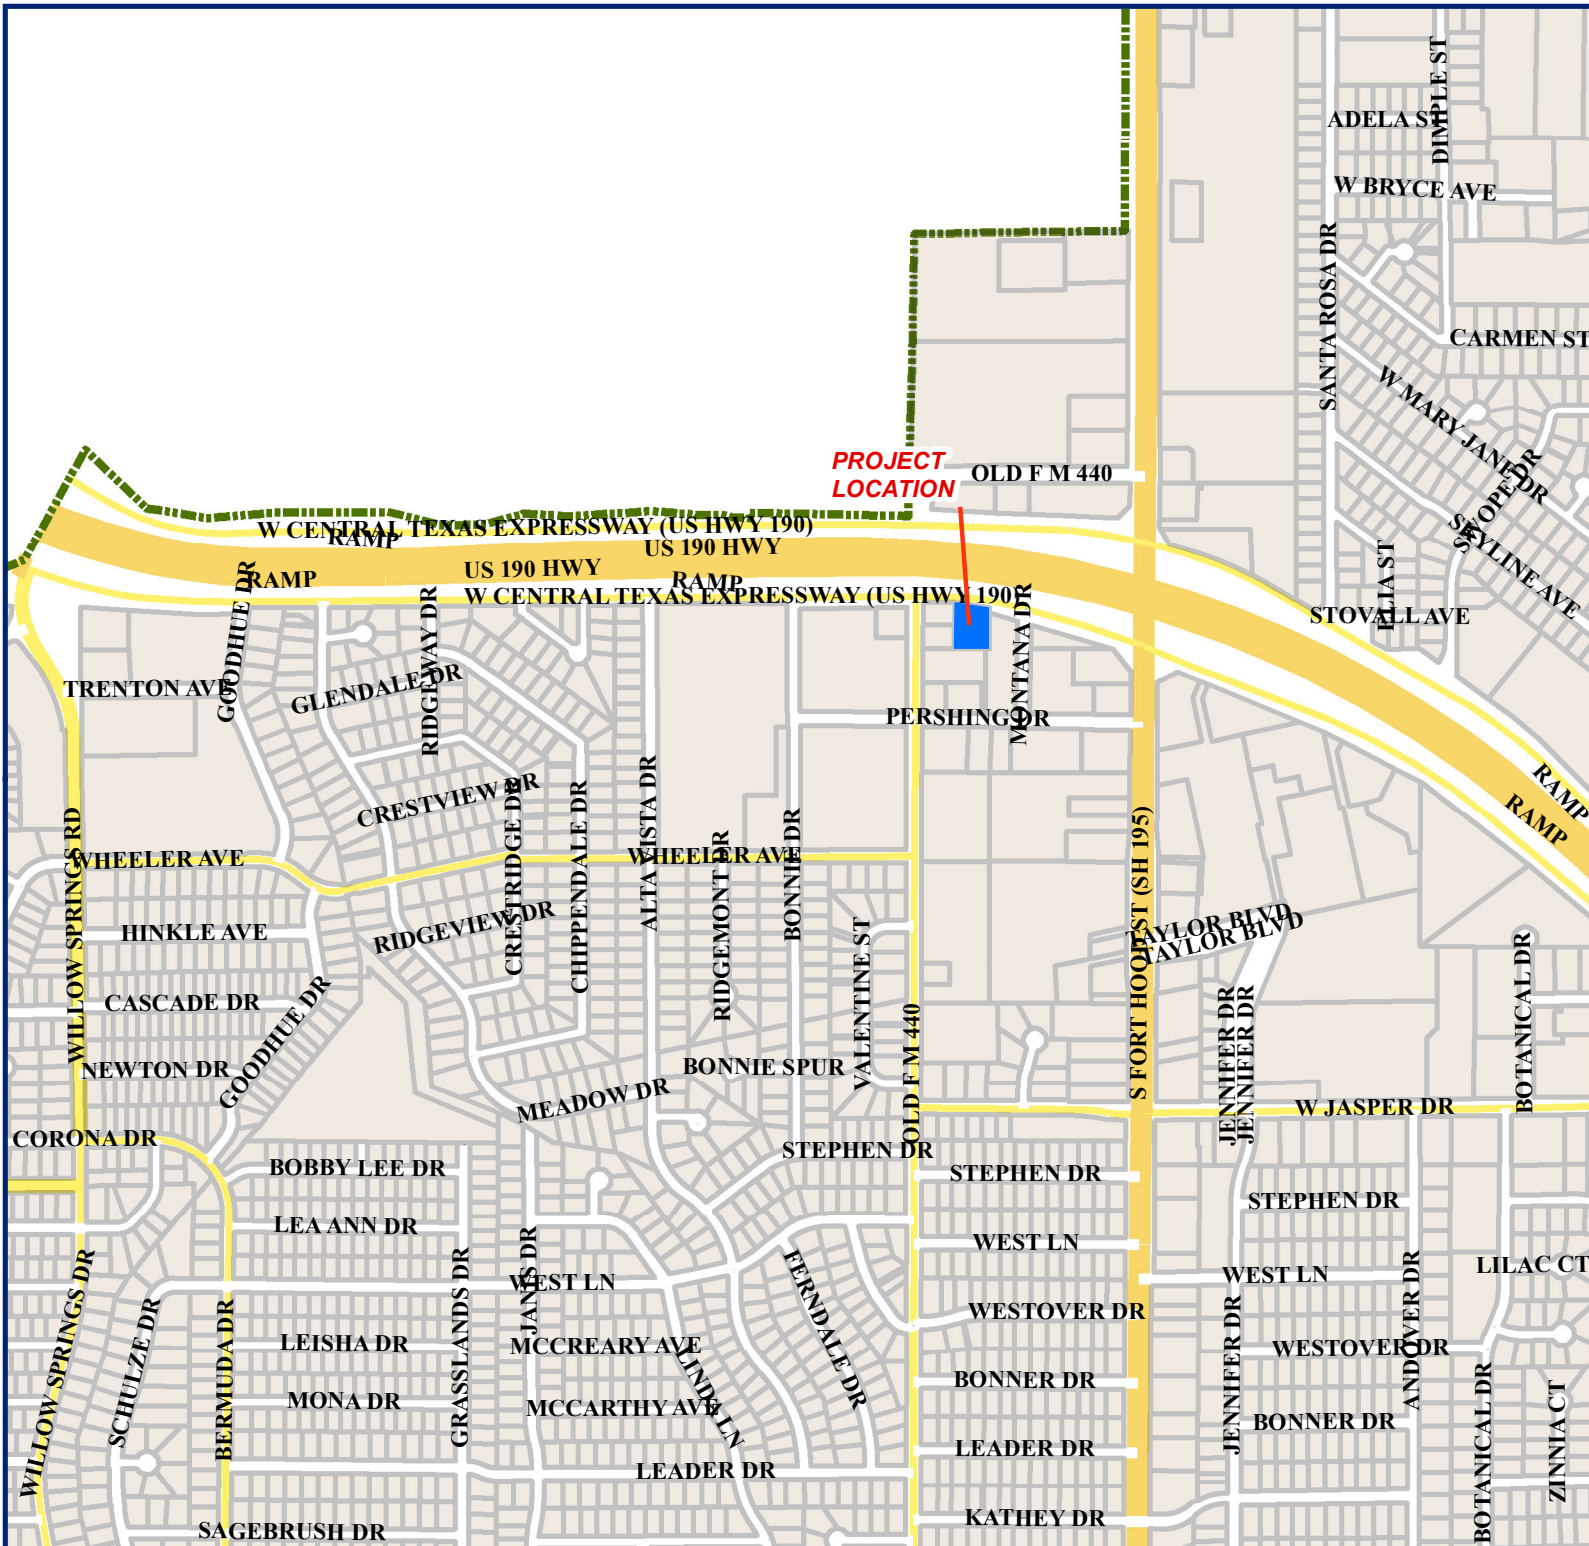 DIMPLE ST
ADELA ST
W BRYCE AVE
SANTA ROSA DR
CARMEN ST
W MARY JANE DR
SWOPE DR
SKYLINE AVE
ELIA ST
STOVALL AVE
PROJECT
LOCATION
OLD F M 440
W CENTRAL TEXAS EXPRESSWAY (US HWY 190)
RAMP
US 190 HWY
US 190 HWY
RAMP
RAMP
W CENTRAL TEXAS EXPRESSWAY (US HWY 190)
GOODHUE DR
RIDGEWAY DR
MONTANA DR
TRENTON AVE
GLENDALE DR
PERSHING DR
RAMP
RAMP
CRESTVIEW DR
CRESTRIDGE DR
CHIPPENDALE DR
ALTA VISTA DR
RIDGEMONT DR
BONNIE DR
S FORT HOOD ST (SH 195)
WILLOW SPRINGS RD
WHEELER AVE
WHEELER AVE
HINKLE AVE
RIDGEVIEW DR
VALENTINE ST
TAYLOR BLVD
TAYLOR BLVD
BOTANICAL DR
CASCADE DR
GOODHUE DR
OLD F M 440
JENNIFER DR
JENNIFER DR
NEWTON DR
BONNIE SPUR
MEADOW DR
W JASPER DR
CORONA DR
STEPHEN DR
BOBBY LEE DR
STEPHEN DR
STEPHEN DR
LEA ANN DR
WEST LN
WILLOW SPRINGS DR
SCHULZE DR
BERMUDA DR
GRASSLANDS DR
JANIS DR
WEST LN
FERNDALE DR
WEST LN
LILAC CT
WESTOVER DR
LEISHA DR
MCCREARY AVE
LINDA LN
JENNIFER DR
WESTOVER DR
ANDOVER DR
BONNER DR
MONA DR
MCCARTHY AVE
BONNER DR
BOTANICAL DR
ZINNIA CT
LEADER DR
LEADER DR
KATHEY DR
SAGEBRUSH DR